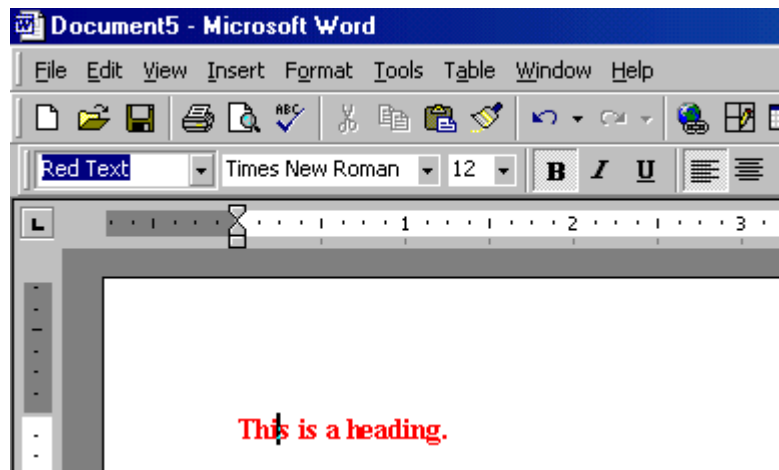 Document5 - Microsoft Word
File Edit View Insert Format Tools Table Window Help
ABC
Red Text Times New Roman 12 B I U
L 1 2 3
This is a heading.